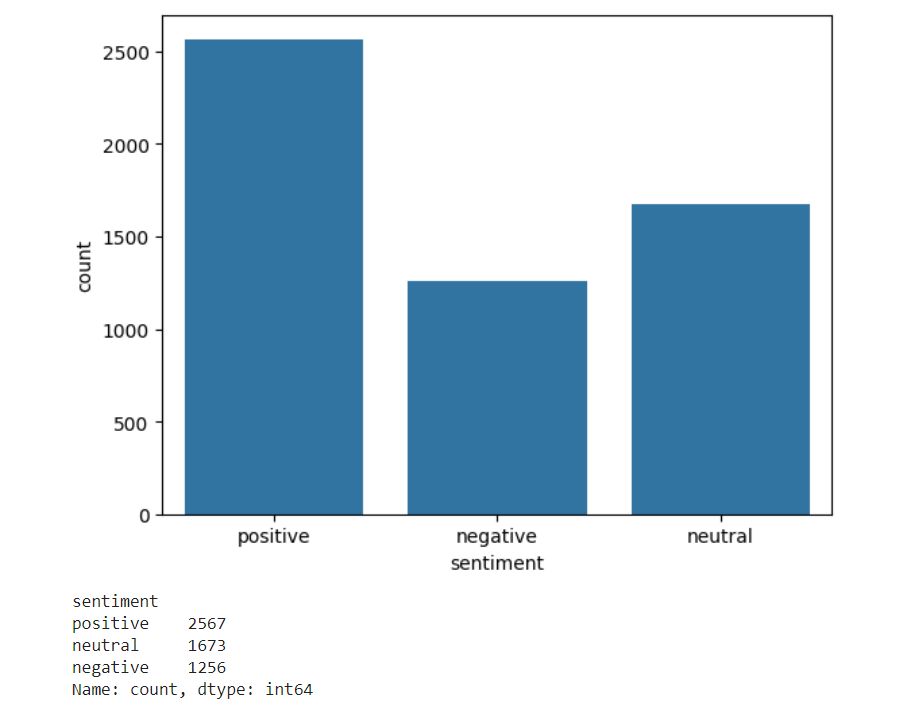 2500
2000
1500
1000
500
0
count
positive negative neutral
sentiment
sentiment
positive 2567
neutral 1673
negative 1256
Name: count, dtype: int64